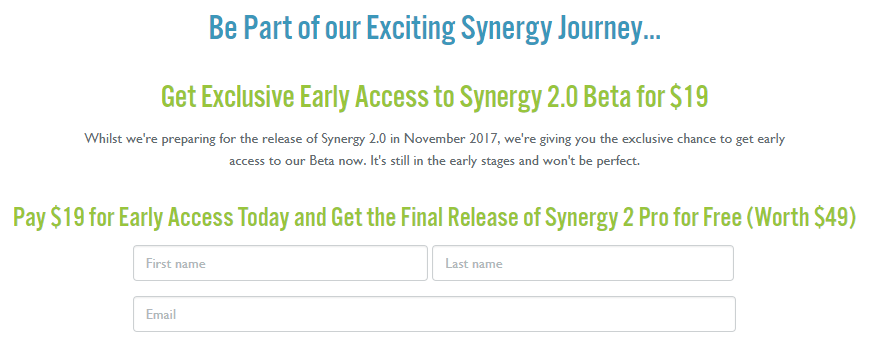 Be Part of our Exciting Synergy Journey...
Get Exclusive Early Access to Synergy 2.0 Beta for $19
Whilst we're preparing for the release of Synergy 2.0 in November 2017, we're giving you the exclusive chance to get early
access to our Beta now. It's still in the early stages and won't be perfect.
Pay $19 for Early Access Today and Get the Final Release of Synergy 2 Pro for Free (Worth $49)
First name
Last name
Email